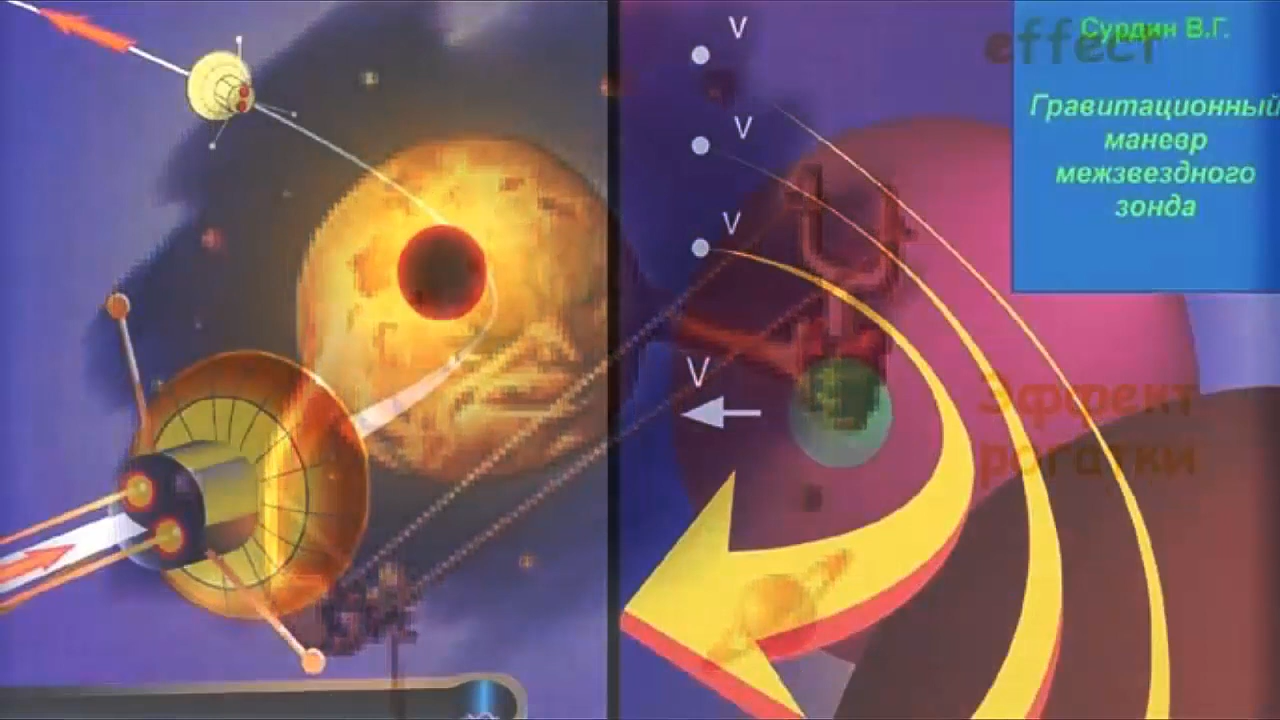 V
V
V
V
effect
Сурдин В.Г.
Гравитационный
маневр
межзвездного
зонда
Эффект
рогатки